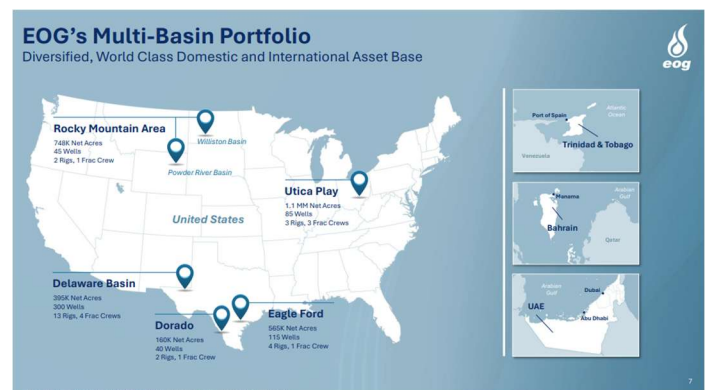 EOG's Multi-Basin Portfolio
Diversified, World Class Domestic and International Asset Base
eog
Rocky Mountain Area
748K Net Acres
45 Wells
2 Rigs, 1 Frac Crew
Williston Basin
Powder River Basin
Utica Play
1.1 MM Net Acres
85 Wells
3 Rigs, 3 Frac Crews
United States
Delaware Basin
395K Net Acres
300 Wells
13 Rigs, 4 Frac Crews
Dorado
160K Net Acres
40 Wells
2 Rigs, 1 Frac Crew
Eagle Ford
565K Net Acres
115 Wells
4 Rigs, 1 Frac Crew
Atlantic
Ocean
Port of Spain
Trinidad & Tobago
Venezuela
Manama
Arabian
Gulf
Bahrain
Qatar
Arabian
Gulf
Dubai
UAE
Abu Dhabi
7